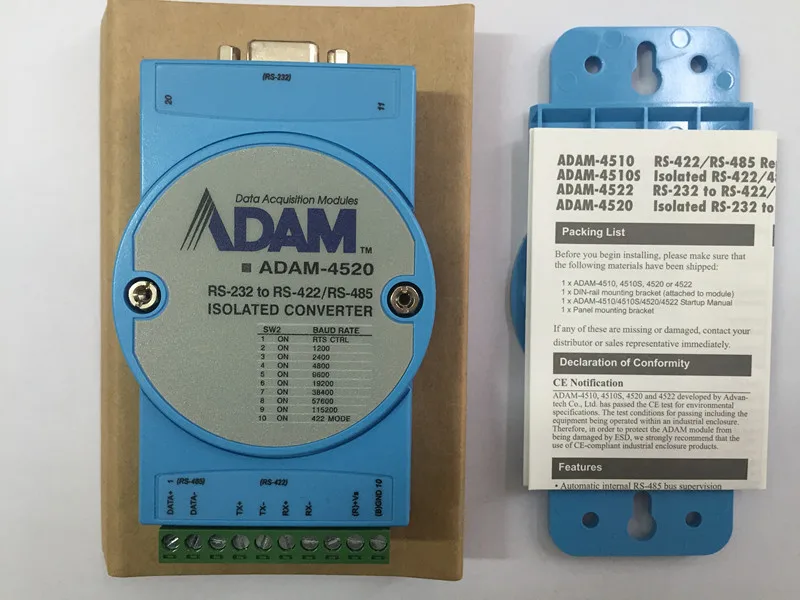 (RS-232)
20
11
Data Acquisition Modules
ADAM TM
ADAM-4520
RS-232 to RS-422/RS-485
ISOLATED CONVERTER
SW2 BAUD RATE
1 ON RTS CTRL
2 ON 1200
3 ON 2400
4 ON 4800
5 ON 9600
6 ON 19200
7 ON 38400
8 ON 57600
9 ON 115200
10 ON 422 MODE
1 (RS-485) (RS-422)
DATA+ DATA- TX+ TX- RX+ RX- (R)+Vs (B)GND 10
ADAM-4510 RS-422/RS-485 Re
ADAM-4510S Isolated RS-422/4
ADAM-4522 RS-232 to RS-422/
ADAM-4520 Isolated RS-232 to
Packing List
Before you begin installing, please make sure that
the following materials have been shipped:
1 x ADAM-4510, 4510S, 4520 or 4522
1 x DIN-rail mounting bracket (attached to module)
1 x ADAM-4510/4510S/4520/4522 Startup Manual
1 x Panel mounting bracket
If any of these are missing or damaged, contact your
distributor or sales representative immediately.
Declaration of Conformity
CE Notification
ADAM-4510, 4510S, 4520 and 4522 developed by Advan-
tech Co., Ltd. has passed the CE test for environmental
specifications. The test conditions for passing including the
equipment being operated within an industrial enclosure.
Therefore, in order to protect the ADAM module from
being damaged by ESD, we strongly recommend that the
use of CE-compliant industrial enclosure products.
Features
• Automatic internal RS-485 bus supervision